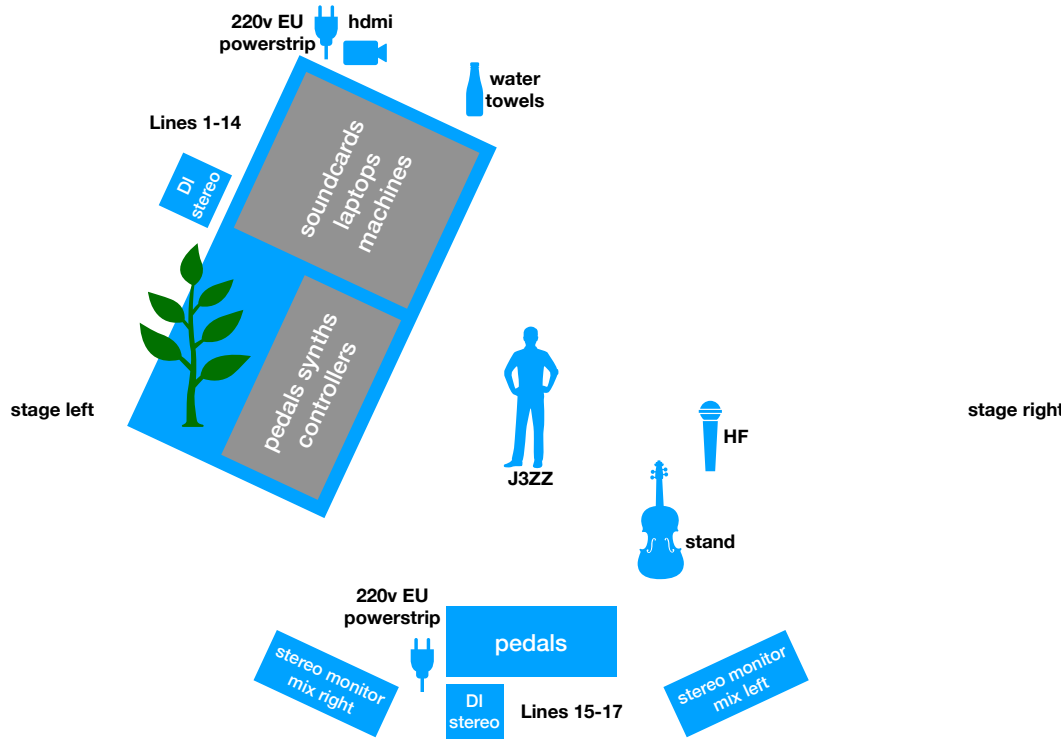 220v EU
powerstrip
hdmi
water
towels
Lines 1-14
DI
stereo
soundcards
laptops
machines
pedals synths
controllers
stage left
stage right
HF
J3ZZ
stand
220v EU
powerstrip
pedals
stereo monitor
mix right
stereo monitor
mix left
DI
stereo
Lines 15-17